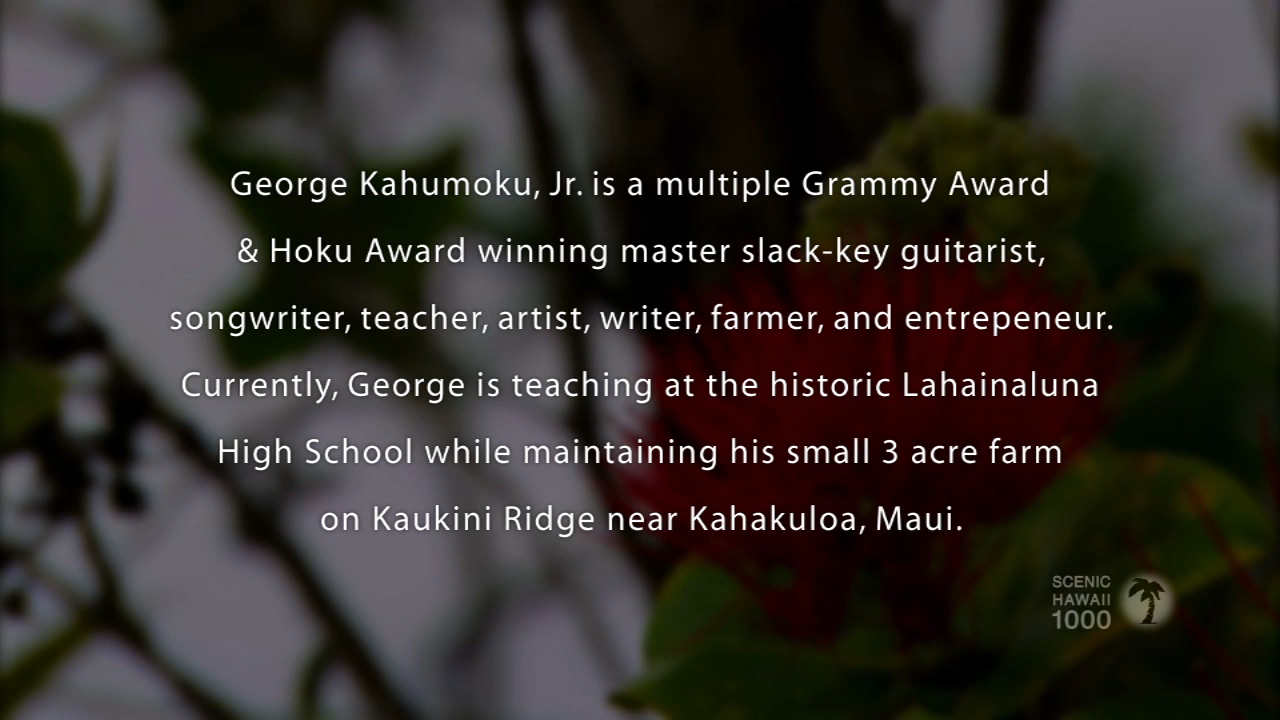 George Kahumoku, Jr. is a multiple Grammy Award
& Hoku Award winning master slack-key guitarist,
songwriter, teacher, artist, writer, farmer, and entrepeneur.
Currently, George is teaching at the historic Lahainaluna
High School while maintaining his small 3 acre farm
on Kaukini Ridge near Kahakuloa, Maui.
SCENIC
HAWAII
1000